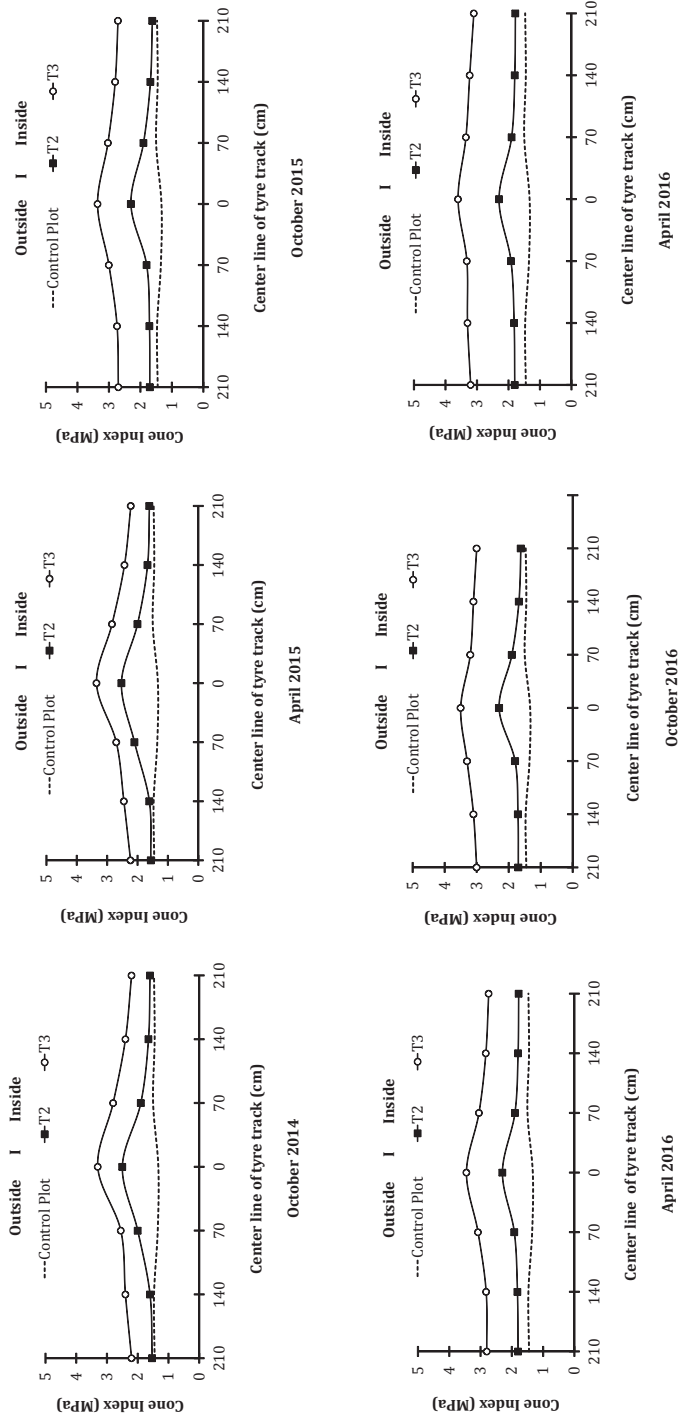 Outside I Inside
Control Plot T2 T3
Cone Index (MPa)
5
4
3
2
1
0
210 140 70 0 70 140 210
Center line of tyre track (cm)
October 2014
Outside I Inside
Control Plot T2 T3
Cone Index (MPa)
5
4
3
2
1
0
210 140 70 0 70 140 210
Center line of tyre track (cm)
April 2015
Outside I Inside
Control Plot T2 T3
Cone Index (MPa)
5
4
3
2
1
0
210 140 70 0 70 140 210
Center line of tyre track (cm)
October 2015
Outside I Inside
Control Plot T2 T3
Cone Index (MPa)
5
4
3
2
1
0
210 140 70 0 70 140 210
Center line of tyre track (cm)
April 2016
Outside I Inside
Control Plot T2 T3
Cone Index (MPa)
5
4
3
2
1
0
210 140 70 0 70 140 210
Center line of tyre track (cm)
October 2016
Outside I Inside
Control Plot T2 T3
Cone Index (MPa)
5
4
3
2
1
0
210 140 70 0 70 140 210
Center line of tyre track (cm)
April 2016